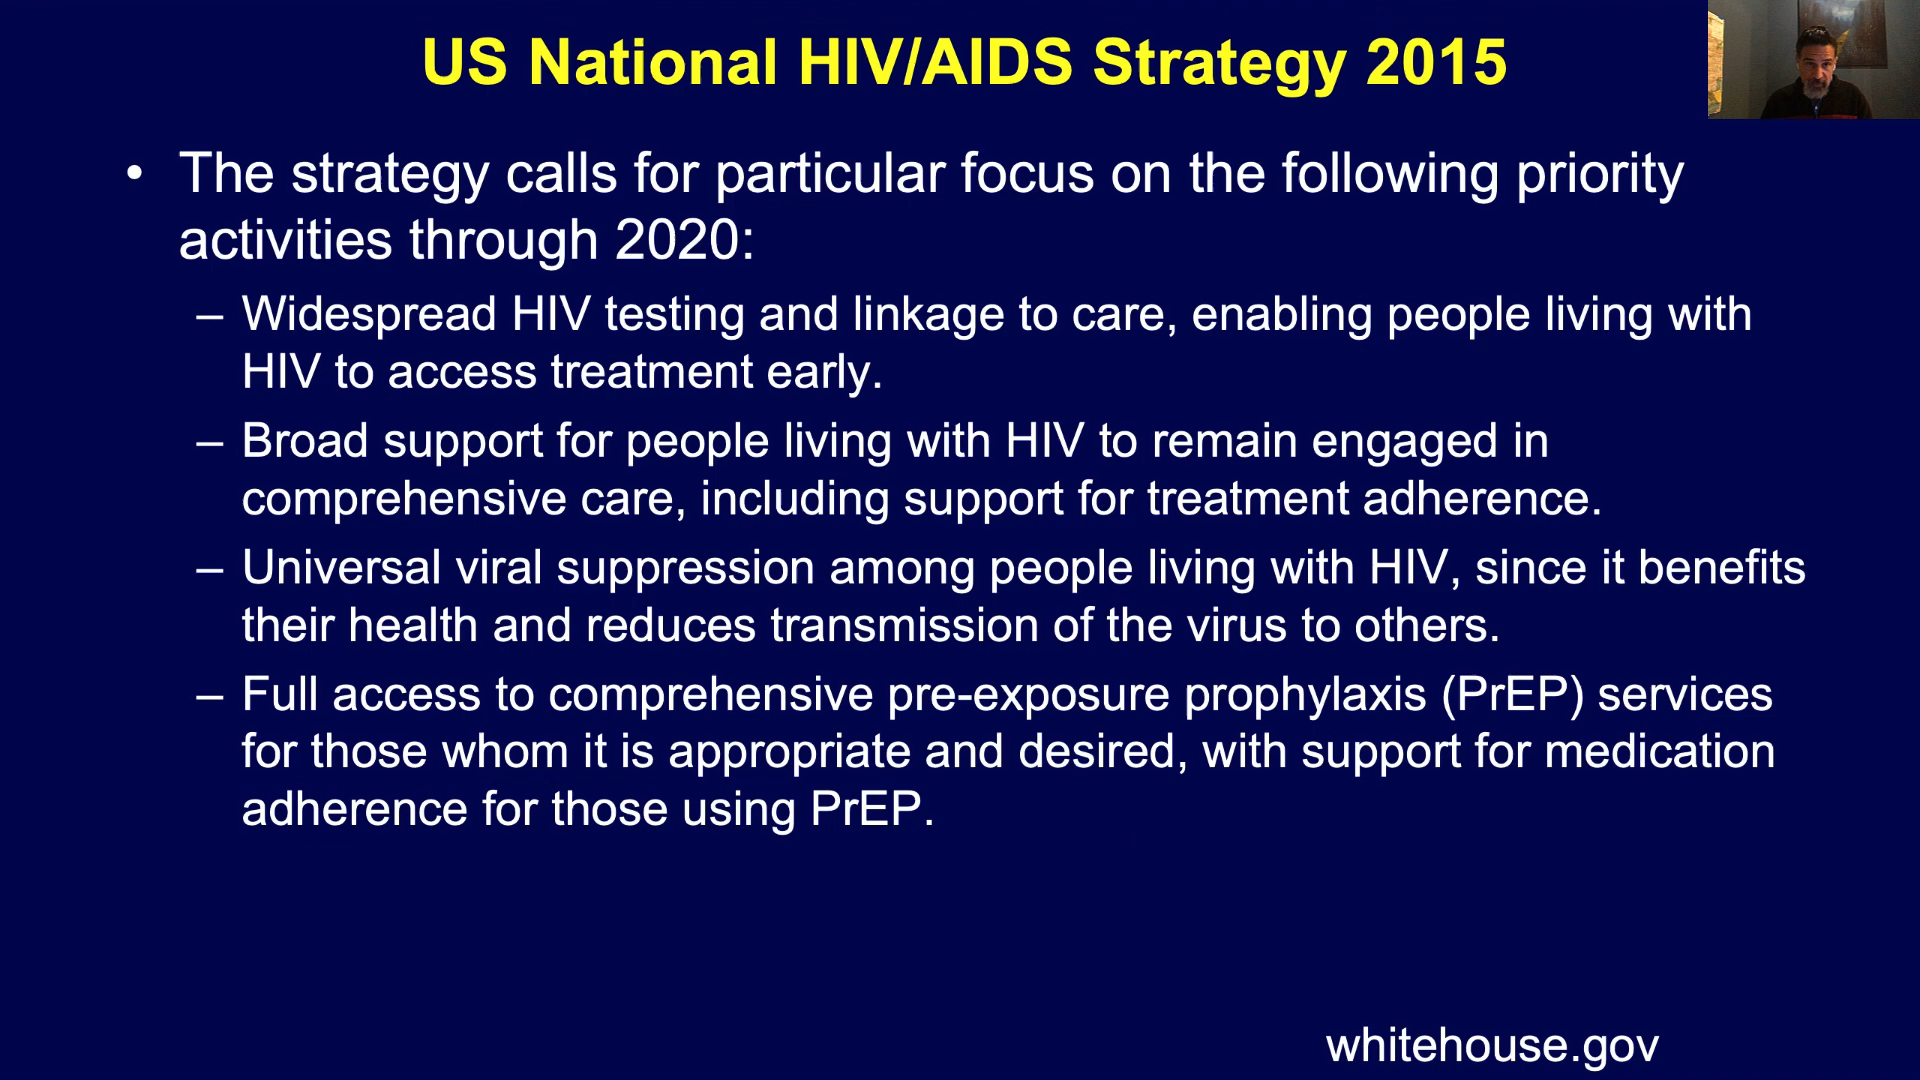 US National HIV/AIDS Strategy 2015
• The strategy calls for particular focus on the following priority
activities through 2020:
– Widespread HIV testing and linkage to care, enabling people living with
HIV to access treatment early.
– Broad support for people living with HIV to remain engaged in
comprehensive care, including support for treatment adherence.
– Universal viral suppression among people living with HIV, since it benefits
their health and reduces transmission of the virus to others.
– Full access to comprehensive pre-exposure prophylaxis (PrEP) services
for those whom it is appropriate and desired, with support for medication
adherence for those using PrEP.
whitehouse.gov